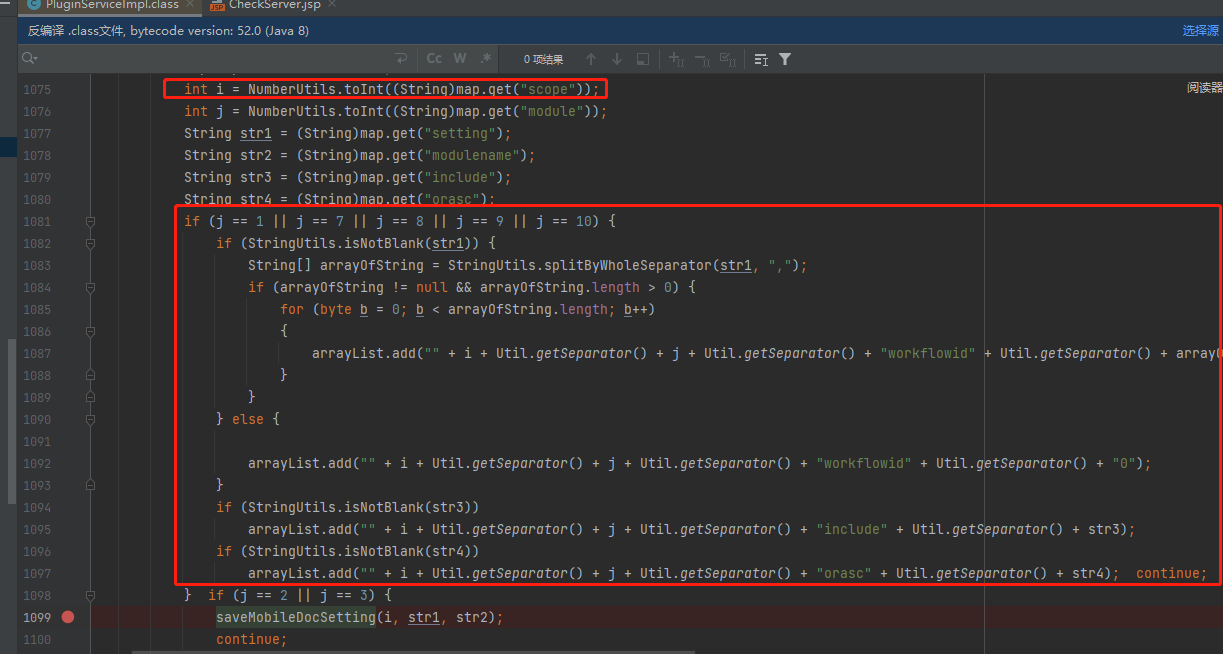 PluginServiceImpl.class × CheckServer.jsp ×
反编译 .class文件, bytecode version: 52.0 (Java 8) 选择源
Cc W .* 0 项结果
阅读器
1075 int i = NumberUtils.toInt((String)map.get("scope"));
1076 int j = NumberUtils.toInt((String)map.get("module"));
1077 String str1 = (String)map.get("setting");
1078 String str2 = (String)map.get("modulename");
1079 String str3 = (String)map.get("include");
1080 String str4 = (String)map.get("orasc");
1081 if (j == 1 || j == 7 || j == 8 || j == 9 || j == 10) {
1082 if (StringUtils.isNotBlank(str1)) {
1083 String[] arrayOfString = StringUtils.splitByWholeSeparator(str1, ",");
1084 if (arrayOfString != null && arrayOfString.length > 0) {
1085 for (byte b = 0; b < arrayOfString.length; b++)
1086 {
1087 arrayList.add("" + i + Util.getSeparator() + j + Util.getSeparator() + "workflowid" + Util.getSeparator() +
1088 }
1089 }
1090 } else {
1091
1092 arrayList.add("" + i + Util.getSeparator() + j + Util.getSeparator() + "workflowid" + Util.getSeparator() + "0");
1093 }
1094 if (StringUtils.isNotBlank(str3))
1095 arrayList.add("" + i + Util.getSeparator() + j + Util.getSeparator() + "include" + Util.getSeparator() + str3);
1096 if (StringUtils.isNotBlank(str4))
1097 arrayList.add("" + i + Util.getSeparator() + j + Util.getSeparator() + "orasc" + Util.getSeparator() + str4); continue;
1098 } if (j == 2 || j == 3) {
1099 saveMobileDocSetting(i, str1, str2);
1100 continue;